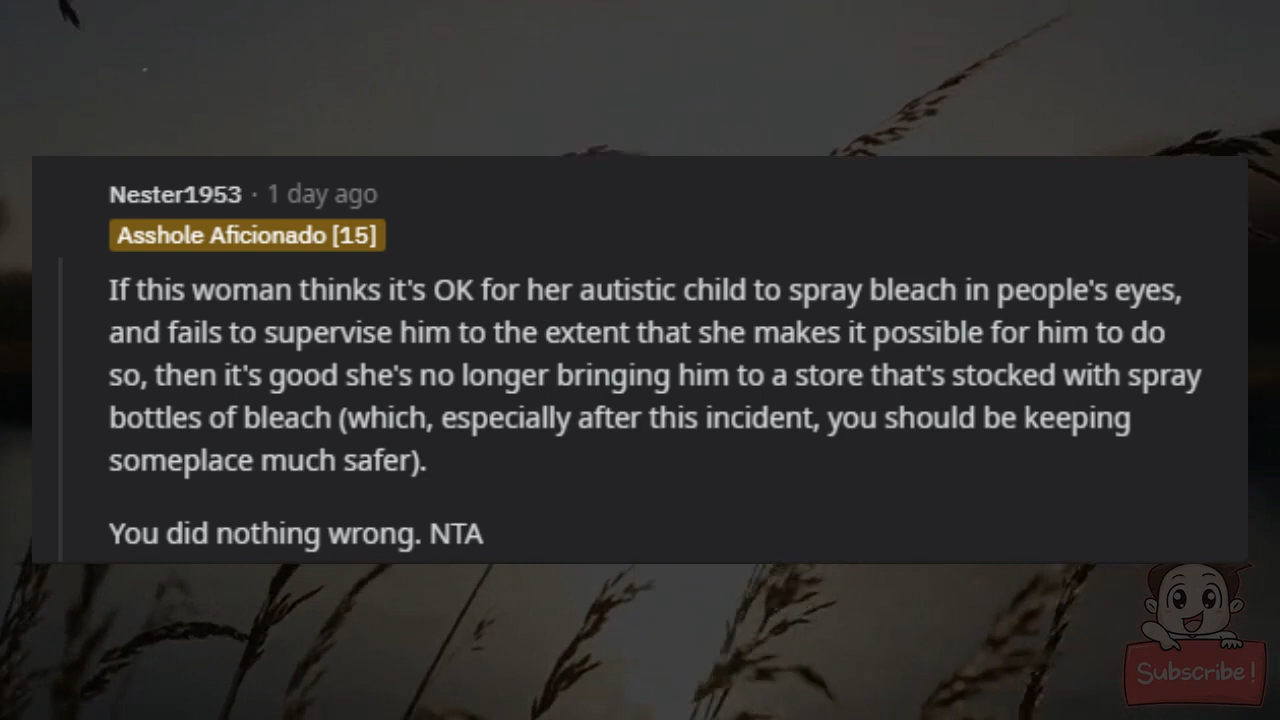 Nester1953 · 1 day ago
Asshole Aficionado [15]
If this woman thinks it's OK for her autistic child to spray bleach in people's eyes,
and fails to supervise him to the extent that she makes it possible for him to do
so, then it's good she's no longer bringing him to a store that's stocked with spray
bottles of bleach (which, especially after this incident, you should be keeping
someplace much safer).
You did nothing wrong. NTA
Subscribe!